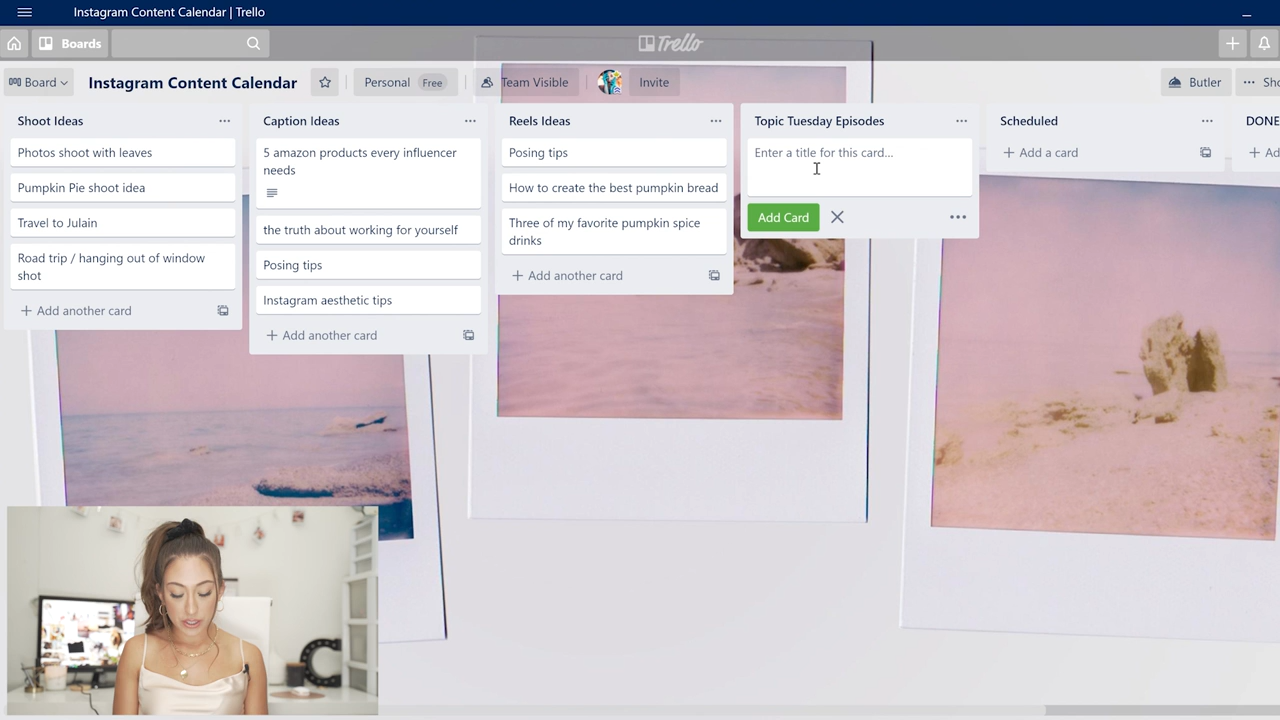 Instagram Content Calendar | Trello
Boards
Trello
Board
Instagram Content Calendar
Personal Free
Team Visible
Invite
Butler
Sho
Shoot Ideas
Photos shoot with leaves
Pumpkin Pie shoot idea
Travel to Julain
Road trip / hanging out of window
shot
Add another card
Caption Ideas
5 amazon products every influencer
needs
the truth about working for yourself
Posing tips
Instagram aesthetic tips
Add another card
Reels Ideas
Posing tips
How to create the best pumpkin bread
Three of my favorite pumpkin spice
drinks
Add another card
Topic Tuesday Episodes
Enter a title for this card...
Add Card
Scheduled
Add a card
DONE
Ad